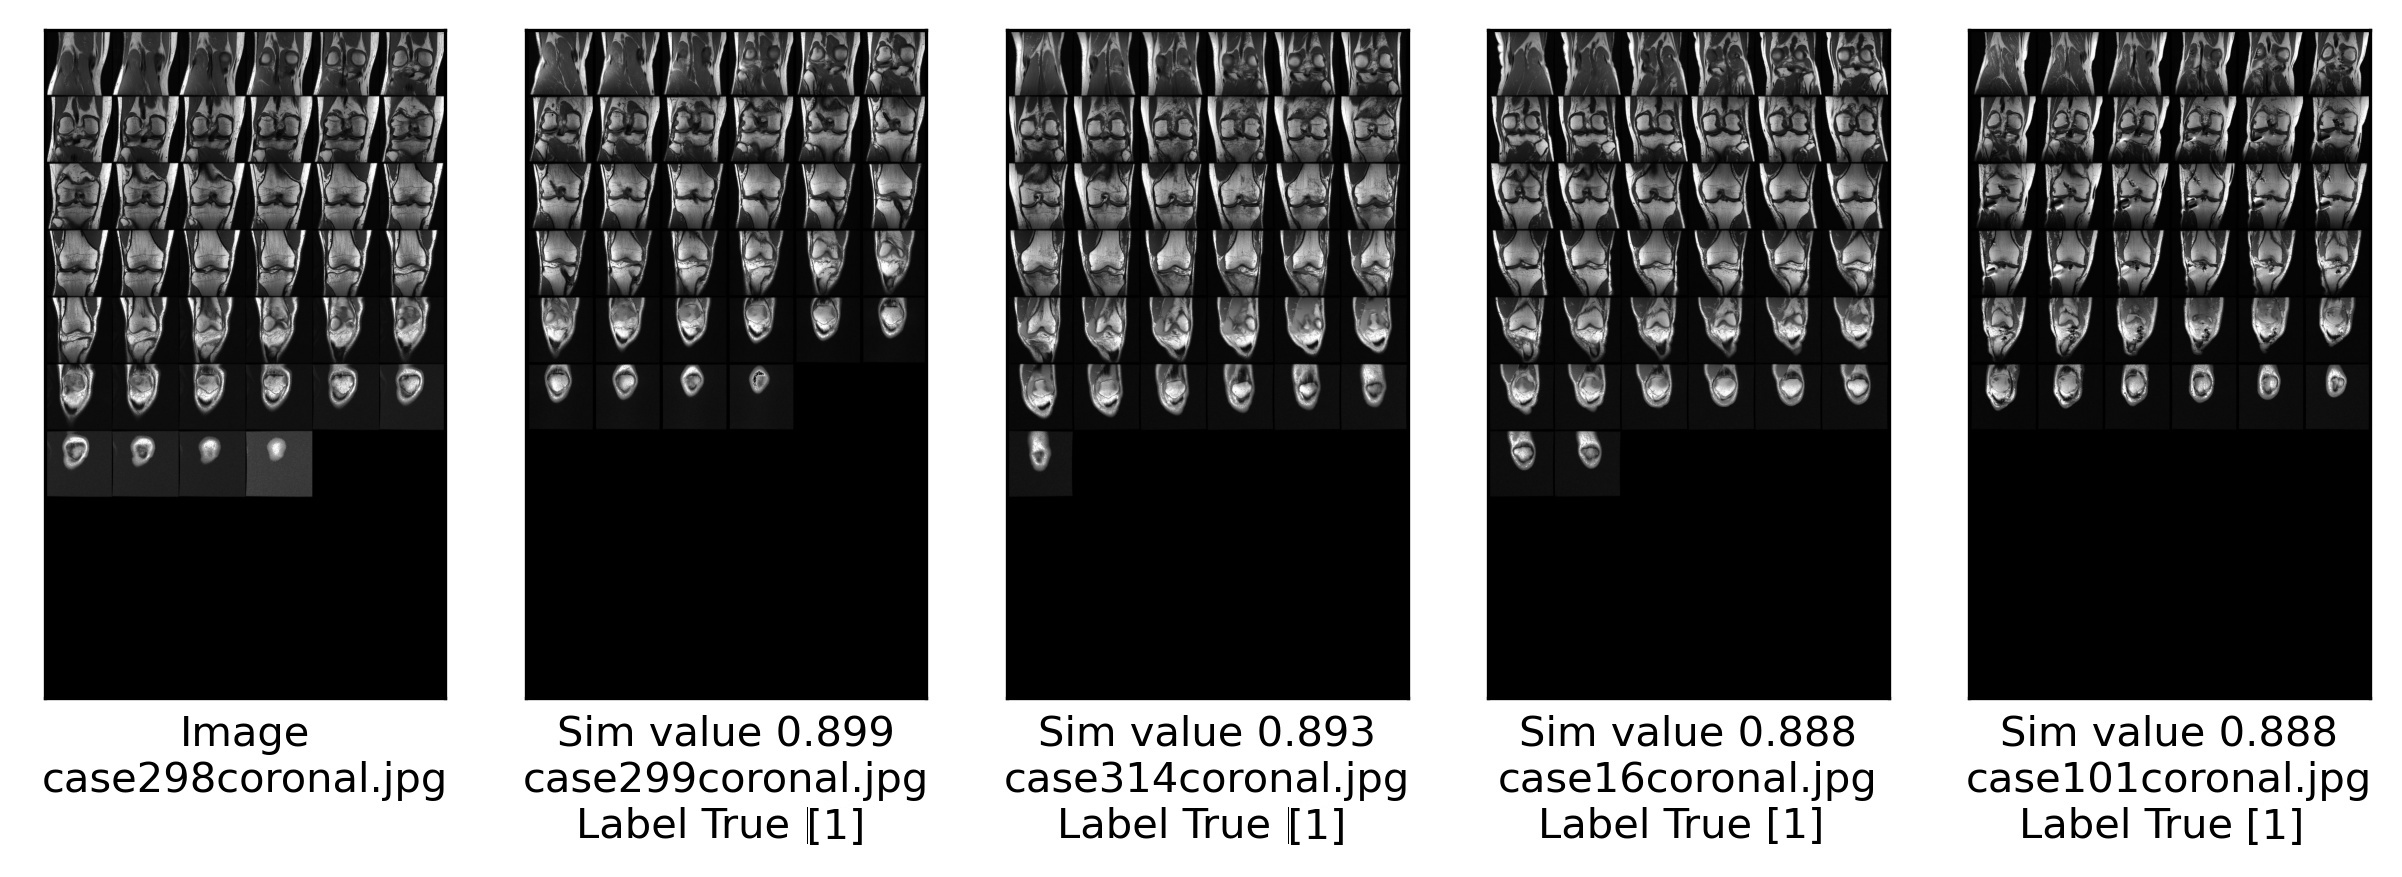 Image
case298coronal.jpg
Sim value 0.899
case299coronal.jpg
Label True [1]
Sim value 0.893
case314coronal.jpg
Label True [1]
Sim value 0.888
case16coronal.jpg
Label True [1]
Sim value 0.888
case101coronal.jpg
Label True [1]